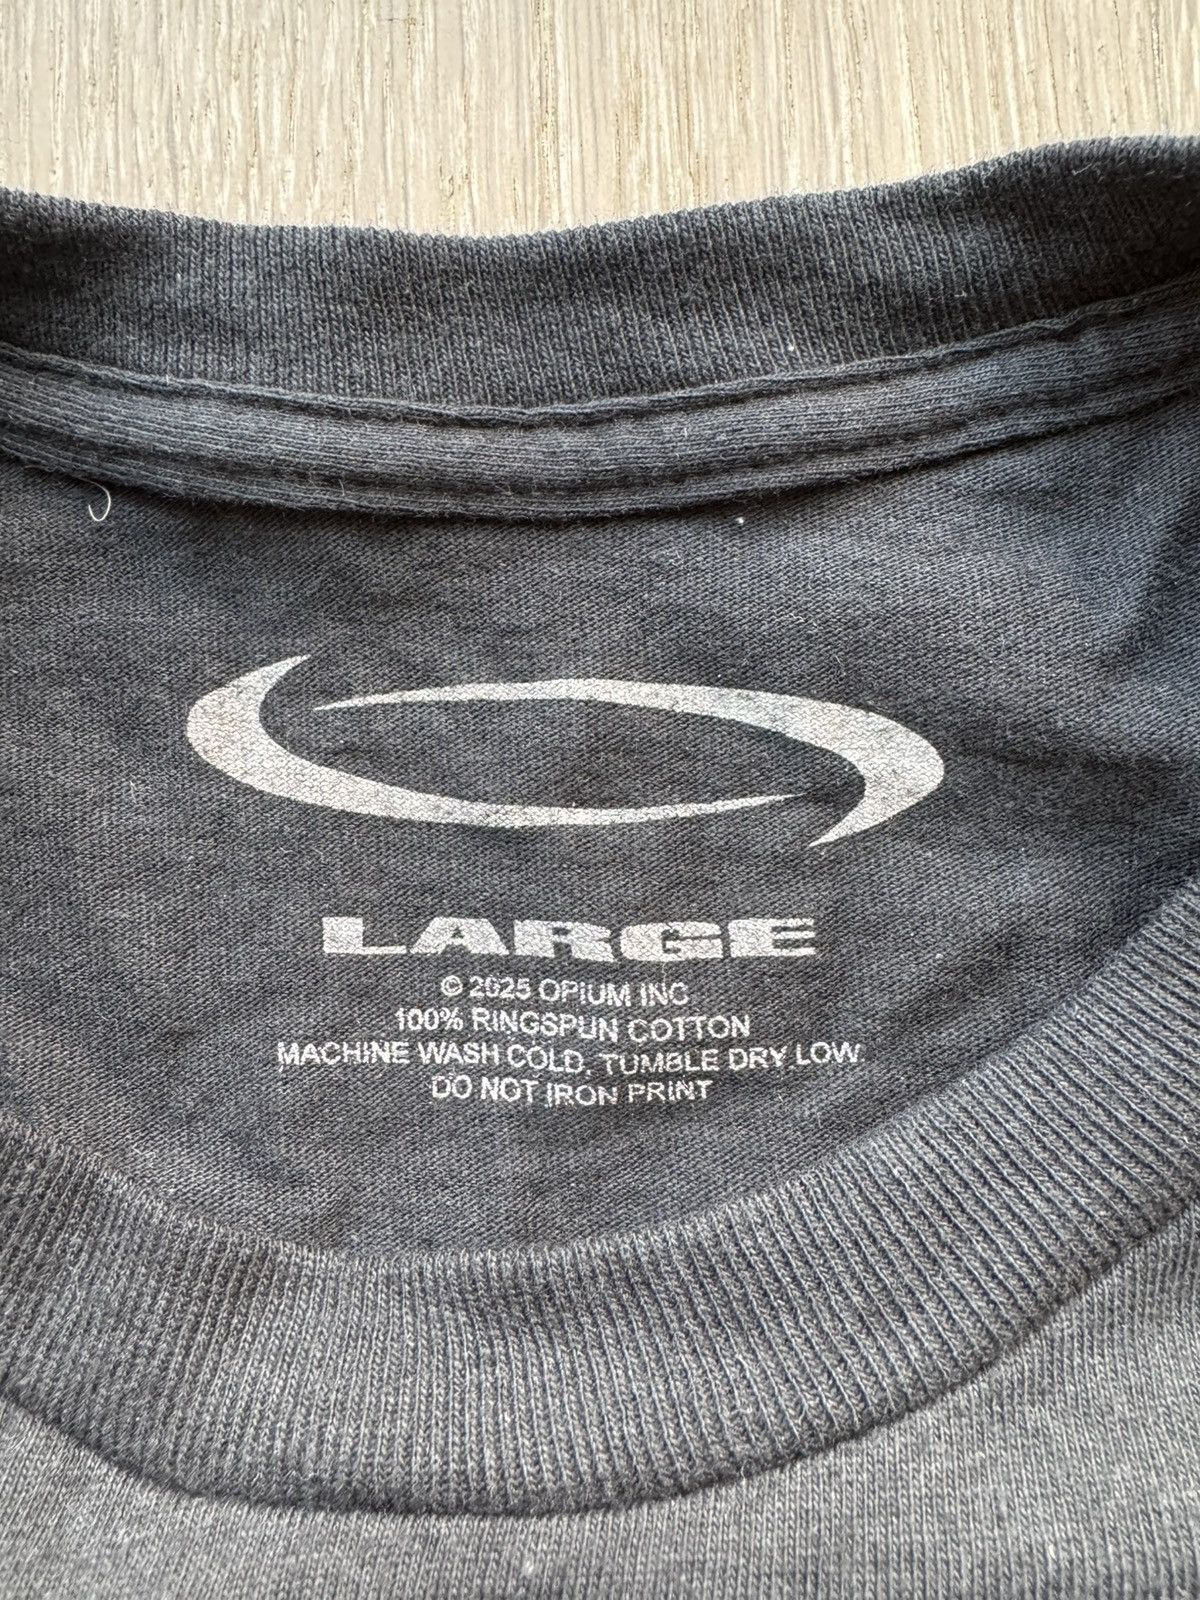 LARGE
© 2025 OPIUM INC
100% RINGSPUN COTTON
MACHINE WASH COLD, TUMBLE DRY LOW
DO NOT IRON PRINT